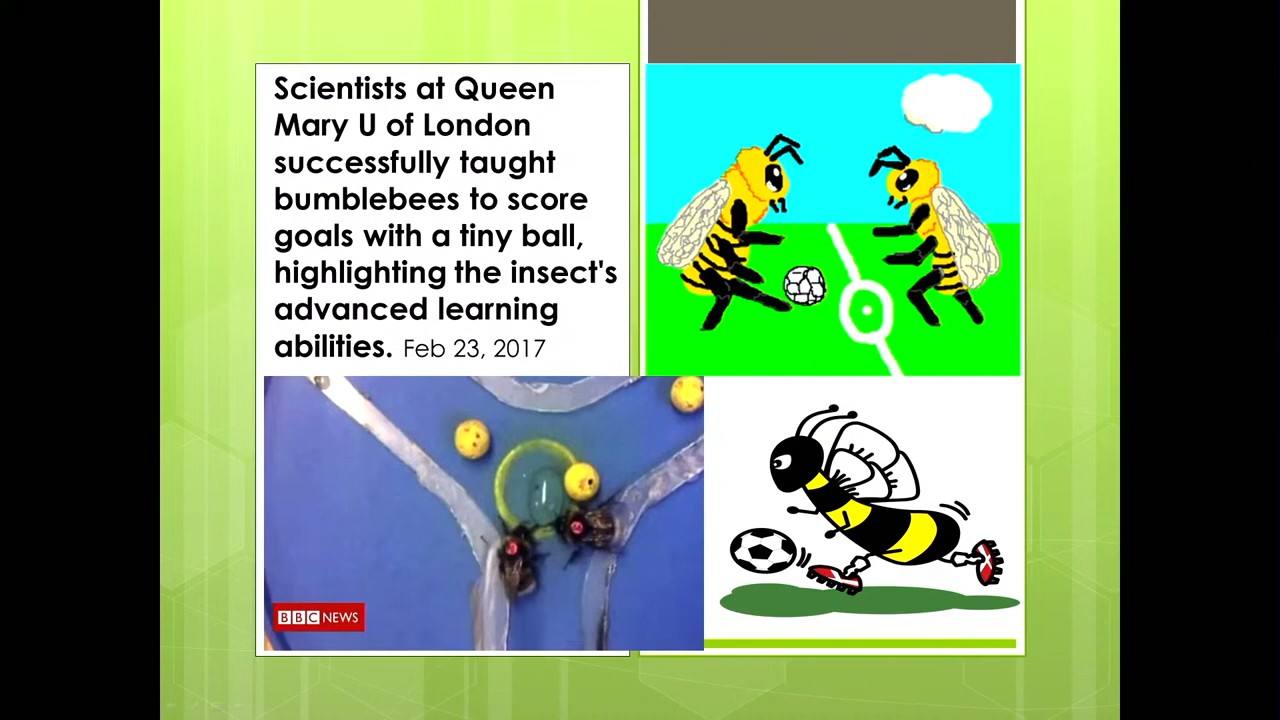 Scientists at Queen
Mary U of London
successfully taught
bumblebees to score
goals with a tiny ball,
highlighting the insect's
advanced learning
abilities. Feb 23, 2017
BBC NEWS